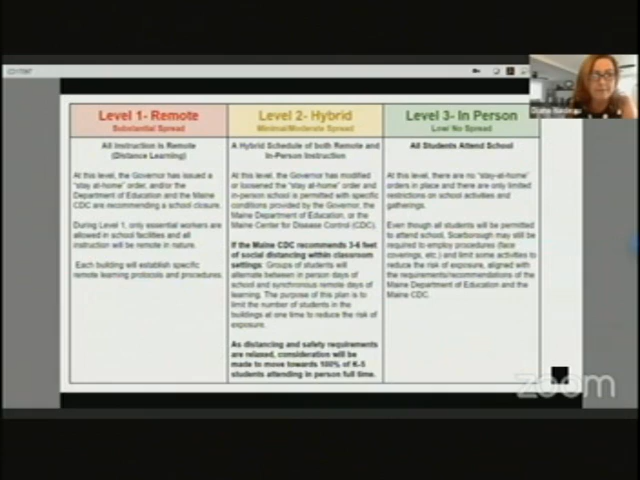 Level 1- Remote
Substantial Spread
All Instruction is Remote
(Distance Learning)
At this level, the Governor has issued a
"stay at-home" order, and/or the
Department of Education and the Maine
CDC are recommending a school closure.
During Level 1, only essential workers are
allowed in school facilities and all
instruction will be remote in nature.
Each building will establish specific
remote learning protocols and procedures.
Level 2- Hybrid
Minimal/Moderate Spread
A Hybrid Schedule of both Remote and
In-Person Instruction
At this level, the Governor has modified
or loosened the "stay at-home" order and
in-person school is permitted with specific
conditions provided by the Governor, the
Maine Department of Education, or the
Maine Center for Disease Control (CDC).
If the Maine CDC recommends 3-6 feet
of social distancing within classroom
settings: Groups of students will
alternate between in person days of
school and synchronous remote days of
learning. The purpose of this plan is to
limit the number of students in the
buildings at one time to reduce the risk of
exposure.
As distancing and safety requirements
are relaxed, consideration will be
made to move towards 100% of K-5
students attending in person full time.
Level 3- In Person
Low/ No Spread
All Students Attend School
At this level, there are no "stay-at-home"
orders in place and there are only limited
restrictions on school activities and
gatherings.
Even though all students will be permitted
to attend school, Scarborough may still be
required to employ procedures (face
coverings, etc.) and limit some activities to
reduce the risk of exposure, aligned with
the requirements/recommendations of the
Maine Department of Education and the
Maine CDC.
zoom